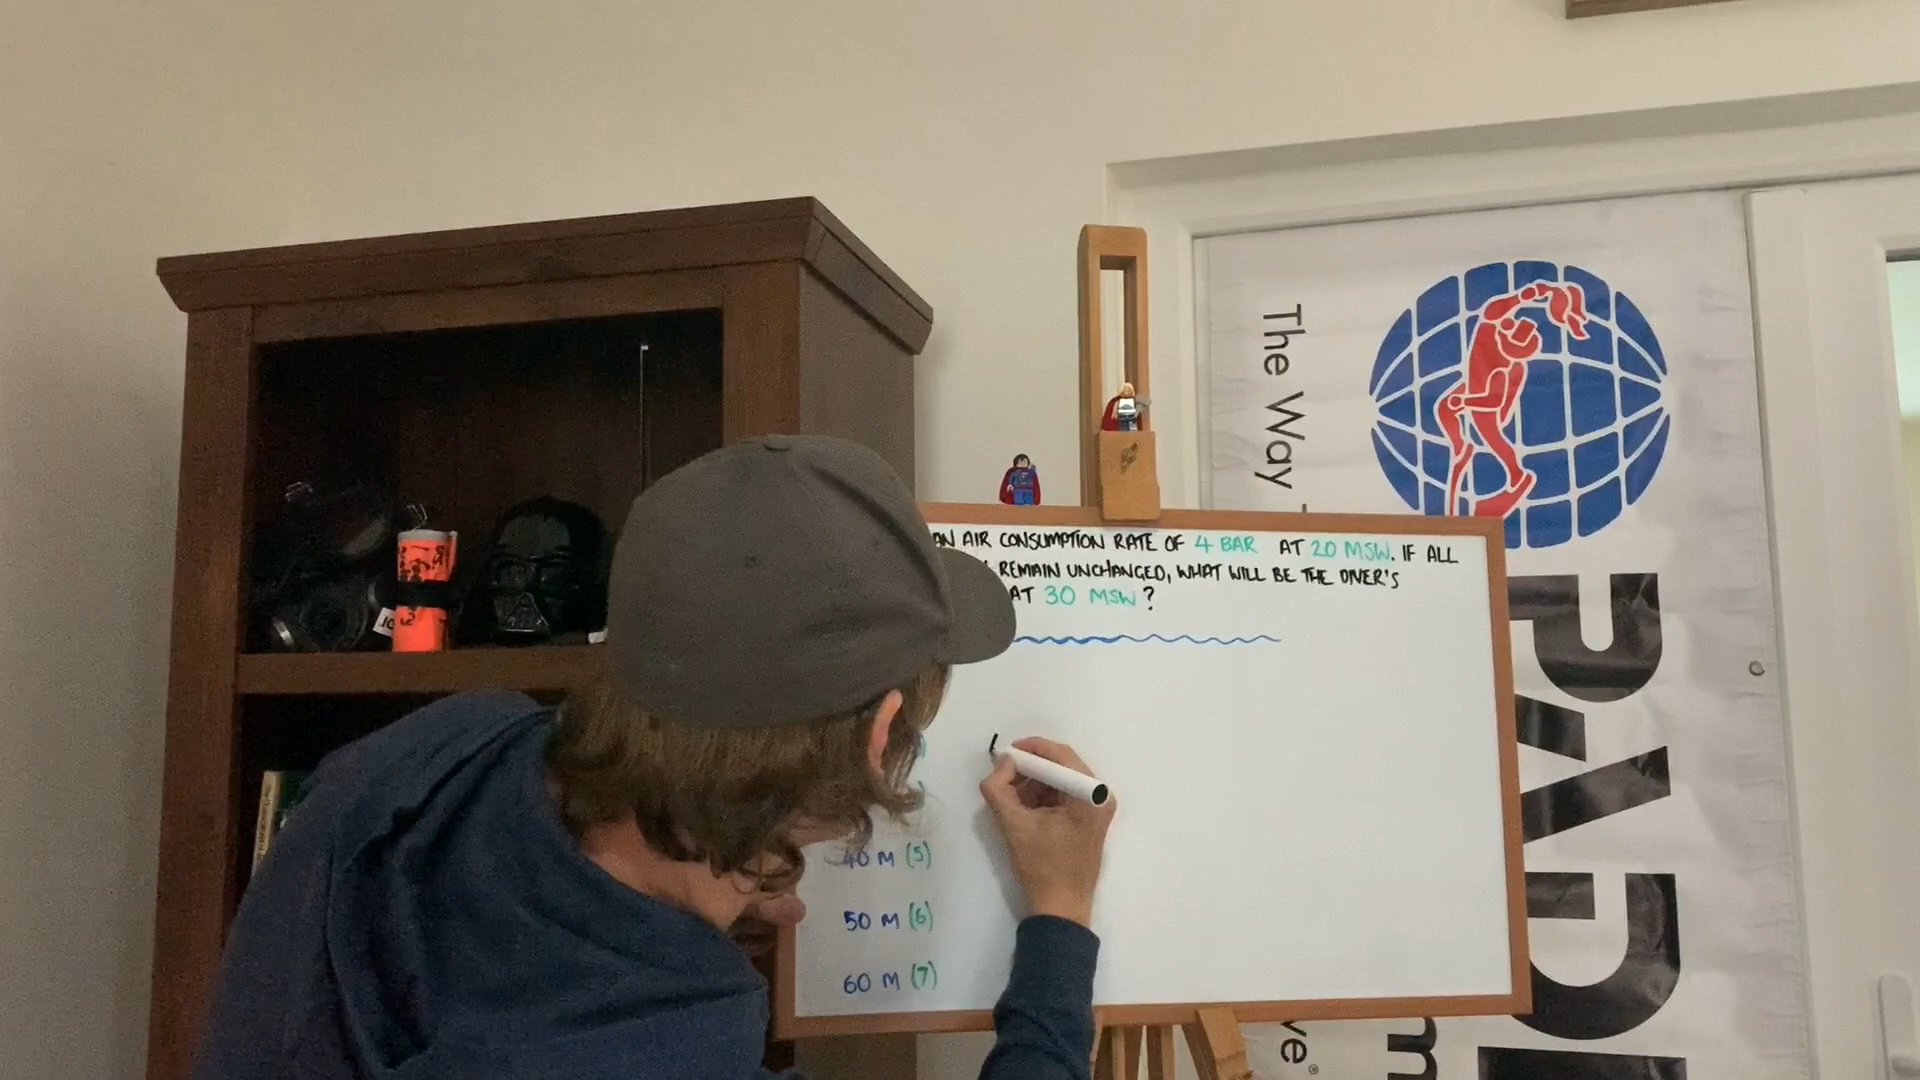 AN AIR CONSUMPTION RATE OF 4 BAR AT 20 MSW. IF ALL
REMAIN UNCHANGED, WHAT WILL BE THE DIVER'S
AT 30 MSW?
40 M (5)
50 M (6)
60 M (7)
The Way
PADI
ve®